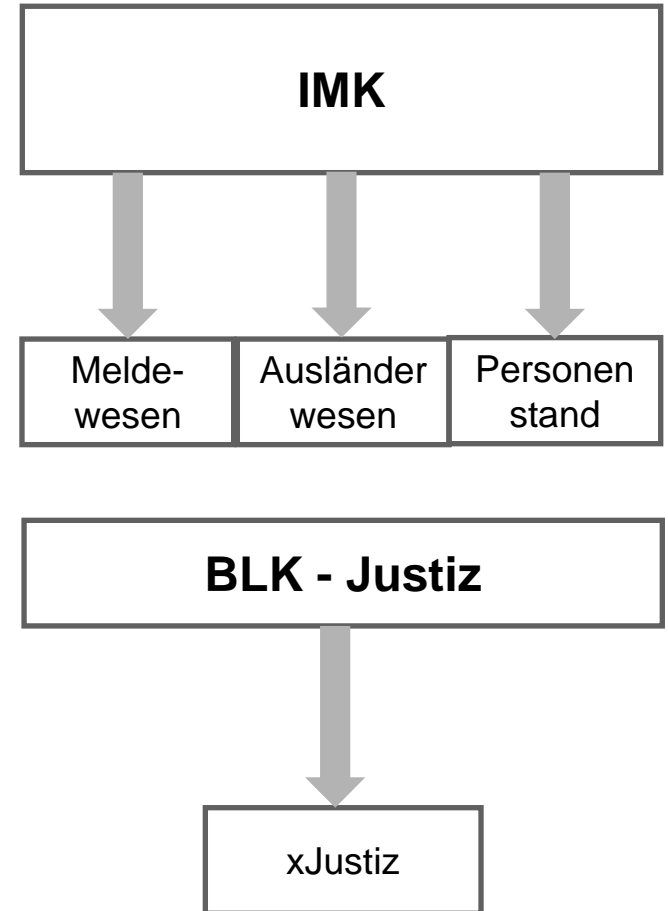 IMK
Melde-
wesen
Ausländer
wesen
Personen
stand
BLK - Justiz
xJustiz